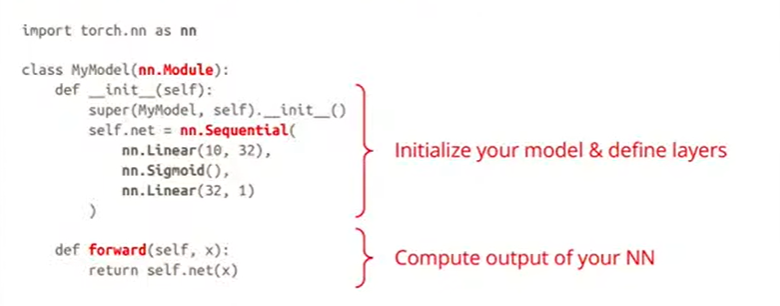 import torch.nn as nn
class MyModel(nn.Module):
    def __init__(self):
        super(MyModel, self).__init__()
        self.net = nn.Sequential(
            nn.Linear(10, 32),
            nn.Sigmoid(),
            nn.Linear(32, 1)
        )
Initialize your model & define layers
    def forward(self, x):
        return self.net(x)
Compute output of your NN